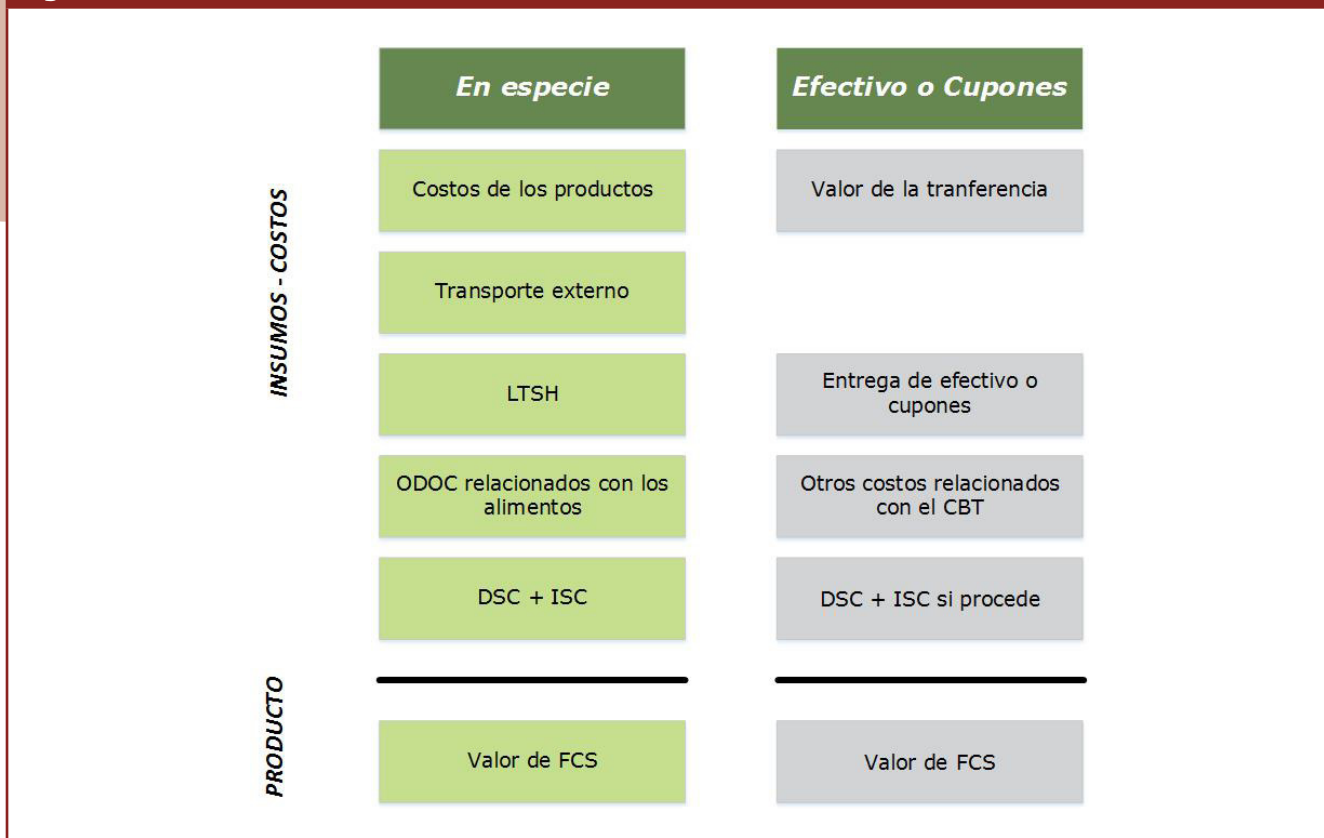 En especie
Efectivo o Cupones
INSUMOS - COSTOS
Costos de los productos
Valor de la tranferencia
Transporte externo
LTSH
Entrega de efectivo o
cupones
ODOC relacionados con los
alimentos
Otros costos relacionados
con el CBT
DSC + ISC
DSC + ISC si procede
PRODUCTO
Valor de FCS
Valor de FCS